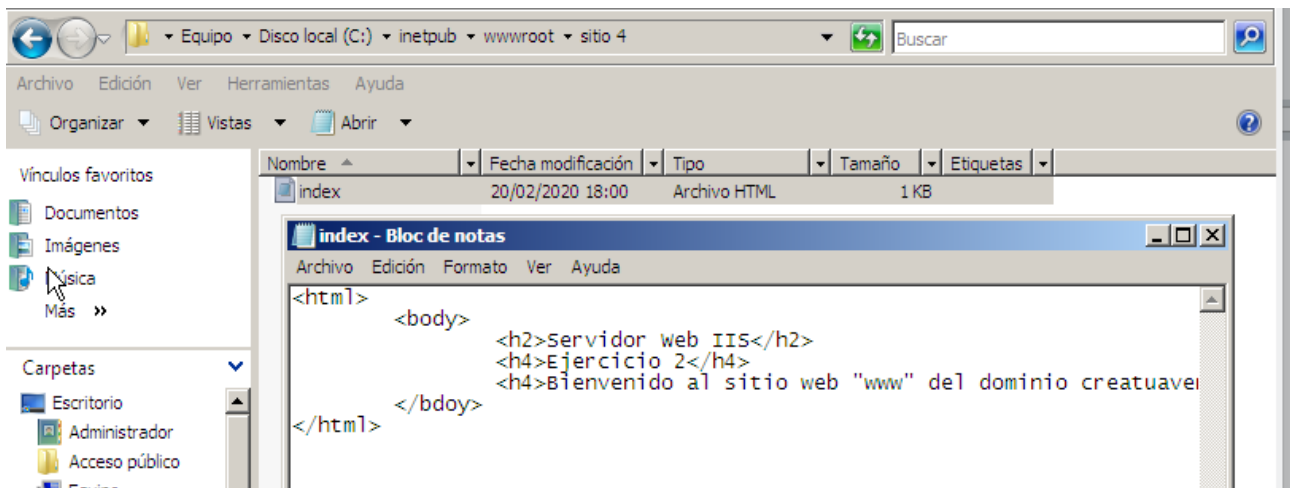 Equipo Disco local (C:) inetpub wwwroot sitio 4 Buscar
Archivo Edición Ver Herramientas Ayuda
Organizar Vistas Abrir
Vínculos favoritos
Documentos
Imágenes
Más »
Carpetas
Escritorio
Administrador
Acceso público
Equipo
Nombre Fecha modificación Tipo Tamaño Etiquetas
index 20/02/2020 18:00 Archivo HTML 1 KB
index - Bloc de notas
Archivo Edición Formato Ver Ayuda
<html>
<body>
<h2>Servidor Web IIS</h2>
<h4>Ejercicio 2</h4>
<h4>Bienvenido al sitio web "www" del dominio creatuaver
</bdoy>
</html>